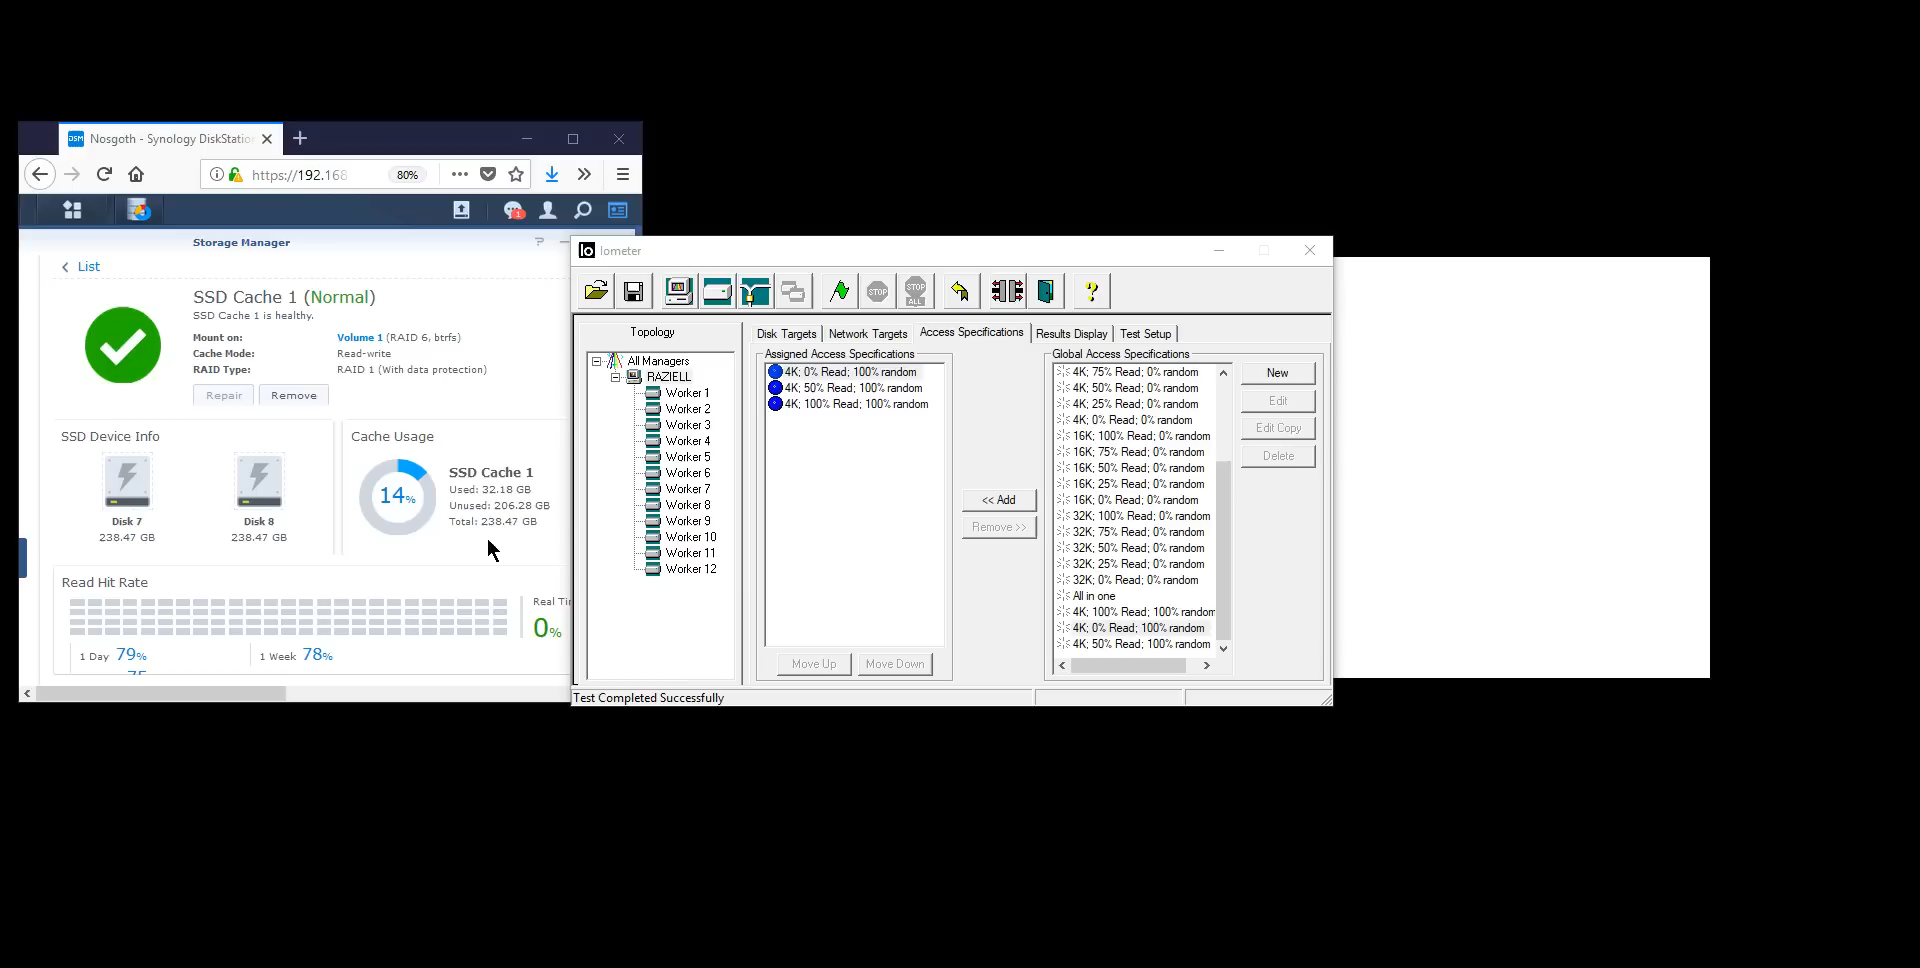 DSM Nosgoth - Synology DiskStatio
https://192.168 80%
1
Storage Manager
?
List
SSD Cache 1 (Normal)
SSD Cache 1 is healthy.
Mount on: Volume 1 (RAID 6, btrfs)
Cache Mode: Read-write
RAID Type: RAID 1 (With data protection)
Repair Remove
SSD Device Info
Disk 7
238.47 GB
Disk 8
238.47 GB
Cache Usage
14%
SSD Cache 1
Used: 32.18 GB
Unused: 206.28 GB
Total: 238.47 GB
Read Hit Rate
Real Ti
0%
1 Day 79% 1 Week 78%
Io Iometer
STOP STOP ALL ?
Topology
All Managers
RAZIELL
Worker 1
Worker 2
Worker 3
Worker 4
Worker 5
Worker 6
Worker 7
Worker 8
Worker 9
Worker 10
Worker 11
Worker 12
Disk Targets Network Targets Access Specifications Results Display Test Setup
Assigned Access Specifications
4K; 0% Read; 100% random
4K; 50% Read; 100% random
4K; 100% Read; 100% random
Move Up Move Down
<< Add
Remove >>
Global Access Specifications
4K; 75% Read; 0% random
4K; 50% Read; 0% random
4K; 25% Read; 0% random
4K; 0% Read; 0% random
16K; 100% Read; 0% random
16K; 75% Read; 0% random
16K; 50% Read; 0% random
16K; 25% Read; 0% random
16K; 0% Read; 0% random
32K; 100% Read; 0% random
32K; 75% Read; 0% random
32K; 50% Read; 0% random
32K; 25% Read; 0% random
32K; 0% Read; 0% random
All in one
4K; 100% Read; 100% random
4K; 0% Read; 100% random
4K; 50% Read; 100% random
New
Edit
Edit Copy
Delete
Test Completed Successfully